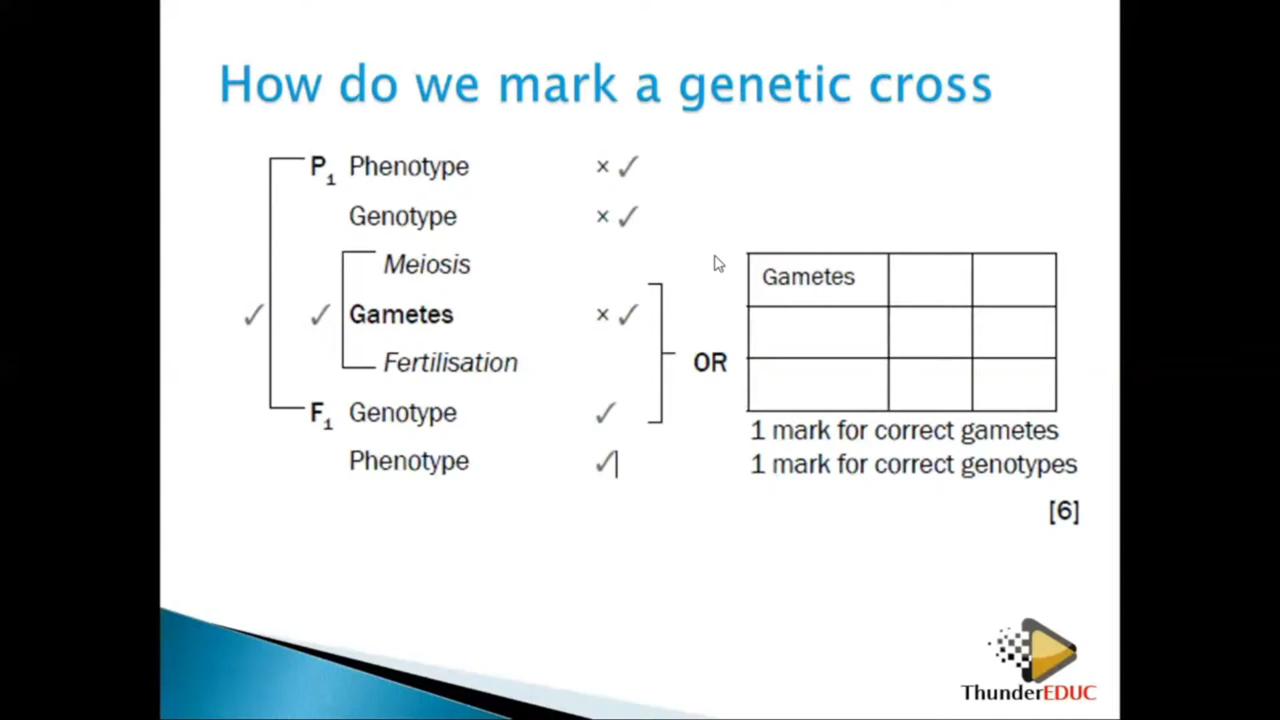 How do we mark a genetic cross
P₁ Phenotype × ✓
Genotype × ✓
Meiosis
✓ ✓ Gametes × ✓
Fertilisation
F₁ Genotype ✓
Phenotype ✓
OR
Gametes
1 mark for correct gametes
1 mark for correct genotypes
[6]
ThunderEDUC